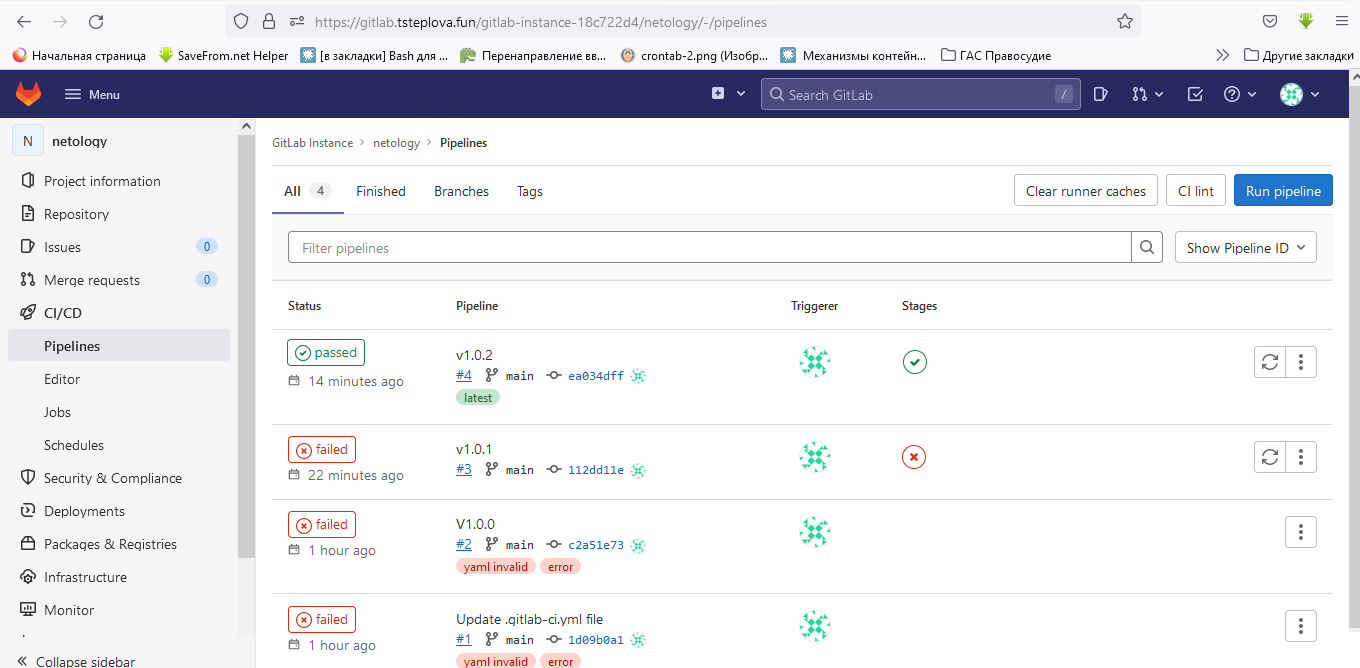 https://gitlab.tsteplova.fun/gitlab-instance-18c722d4/netology/-/pipelines
Начальная страница SaveFrom.net Helper [в закладки] Bash для ... Перенаправление вв... crontab-2.png (Изобр... Механизмы контейн... ГАС Правосудие Другие закладки
Menu Search GitLab /
N netology
Project information
Repository
Issues 0
Merge requests 0
CI/CD
Pipelines
Editor
Jobs
Schedules
Security & Compliance
Deployments
Packages & Registries
Infrastructure
Monitor
Collapse sidebar
GitLab Instance > netology > Pipelines
All 4 Finished Branches Tags Clear runner caches CI lint Run pipeline
Filter pipelines Show Pipeline ID
Status Pipeline Triggerer Stages
passed v1.0.2
14 minutes ago #4 main ea034dff
latest
failed v1.0.1
22 minutes ago #3 main 112dd11e
failed V1.0.0
1 hour ago #2 main c2a51e73
yaml invalid error
failed Update .gitlab-ci.yml file
1 hour ago #1 main 1d09b0a1
yaml invalid error